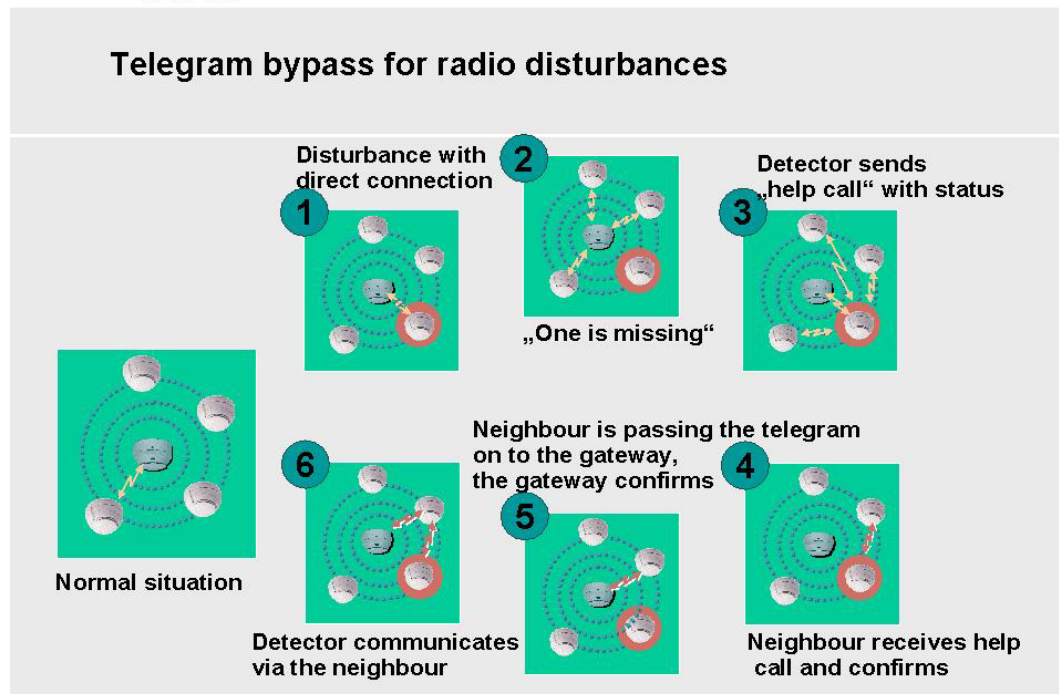 Telegram bypass for radio disturbances
Disturbance with
direct connection
1
2
„One is missing“
Detector sends
„help call“ with status
3
Normal situation
6
Detector communicates
via the neighbour
Neighbour is passing the telegram
on to the gateway,
the gateway confirms
5
4
Neighbour receives help
call and confirms